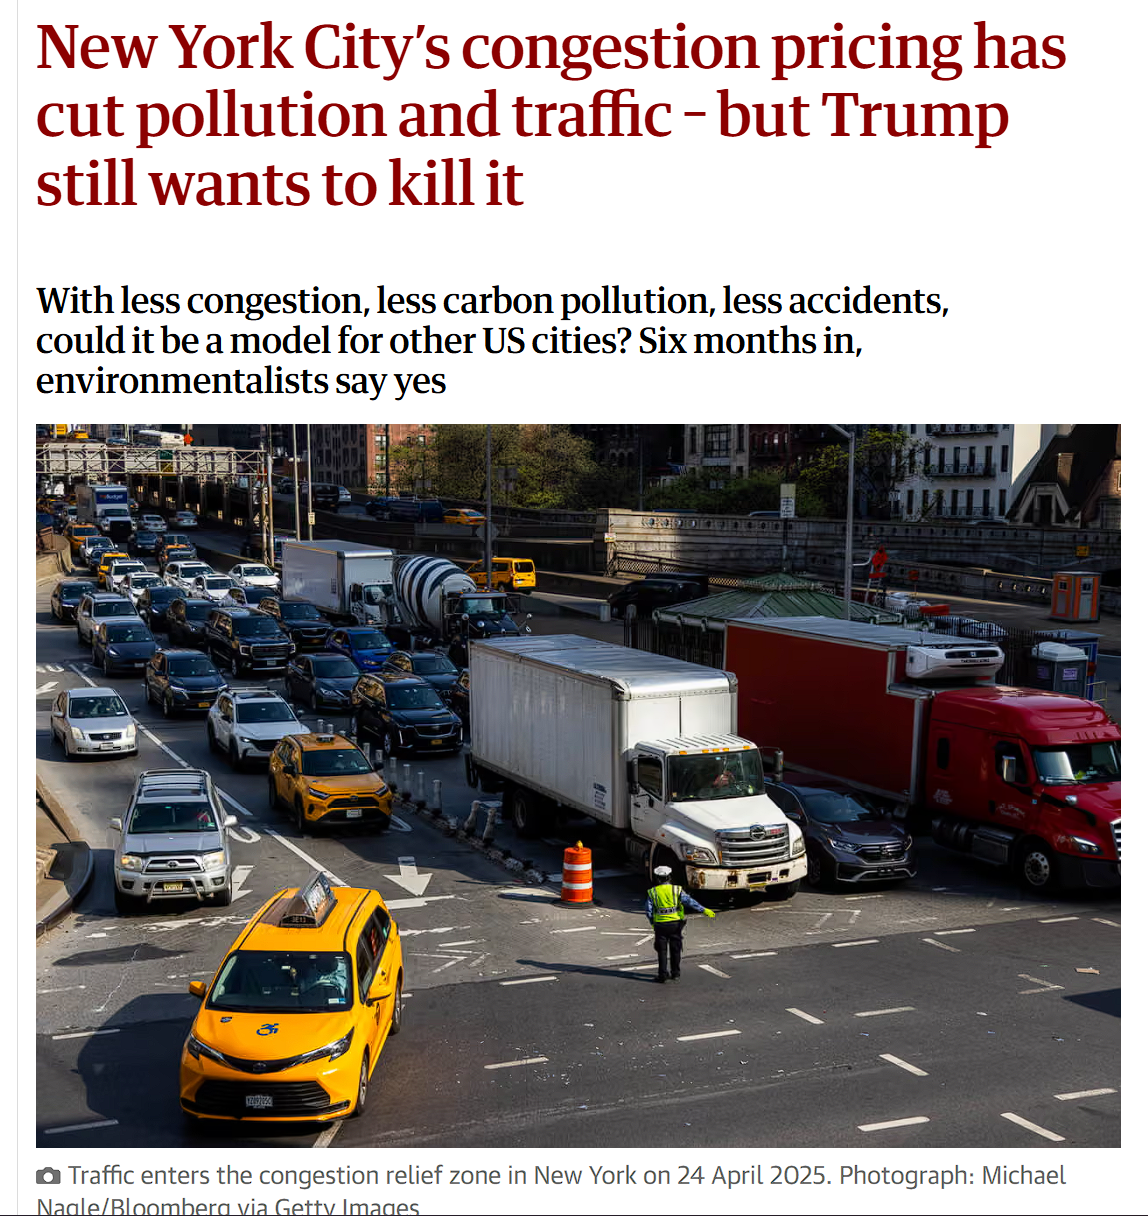 New York City’s congestion pricing has
cut pollution and traffic – but Trump
still wants to kill it
With less congestion, less carbon pollution, less accidents,
could it be a model for other US cities? Six months in,
environmentalists say yes
Budget
Traffic enters the congestion relief zone in New York on 24 April 2025. Photograph: Michael
Nagle/Bloomberg via Getty Images